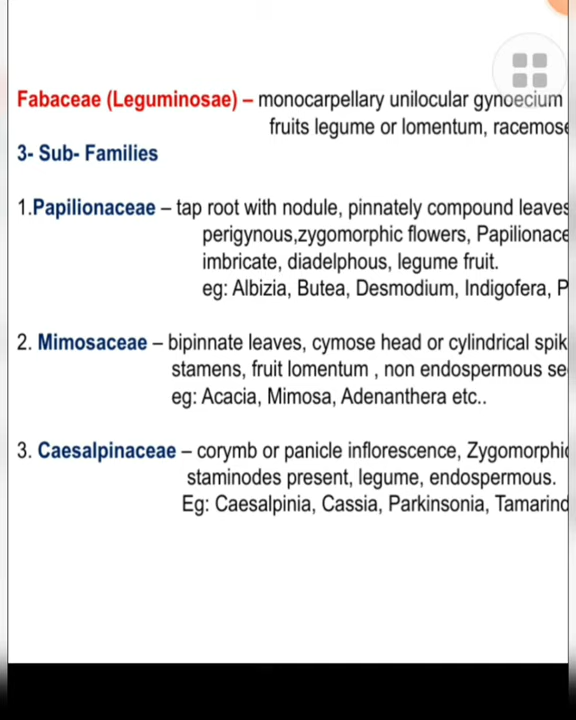 Fabaceae (Leguminosae) – monocarpellary unilocular gynoecium
fruits legume or lomentum, racemose
3- Sub- Families
1.Papilionaceae – tap root with nodule, pinnately compound leaves
perigynous,zygomorphic flowers, Papilionace
imbricate, diadelphous, legume fruit.
eg: Albizia, Butea, Desmodium, Indigofera, P
2. Mimosaceae – bipinnate leaves, cymose head or cylindrical spik
stamens, fruit lomentum , non endospermous se
eg: Acacia, Mimosa, Adenanthera etc..
3. Caesalpinaceae – corymb or panicle inflorescence, Zygomorphic
staminodes present, legume, endospermous.
Eg: Caesalpinia, Cassia, Parkinsonia, Tamarind